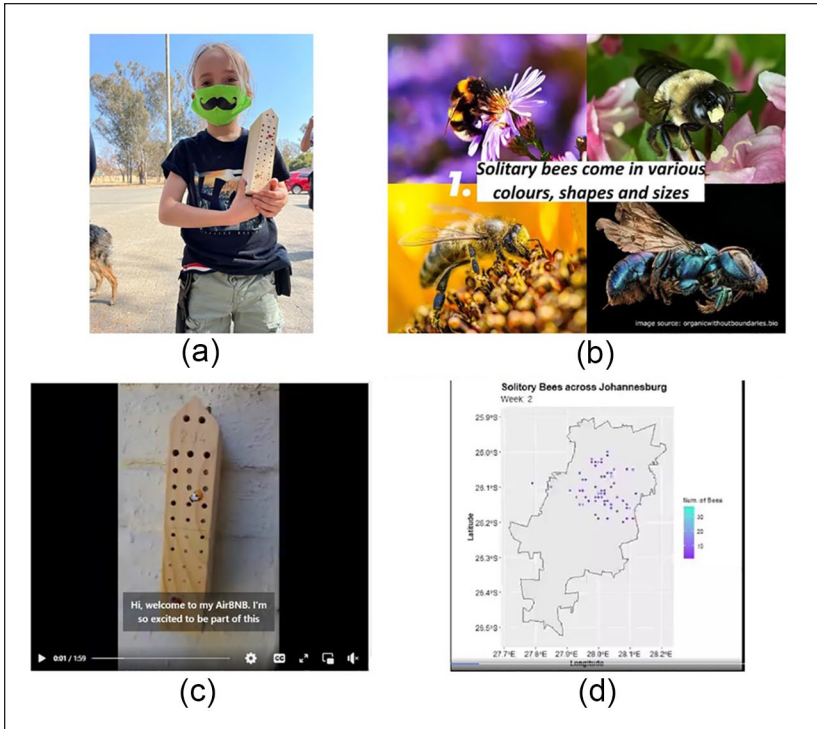 (a)
1. Solitary bees come in various
colours, shapes and sizes
image source: organicwithoutboundaries.bio
(b)
214
Hi, welcome to my AirBNB. I'm
so excited to be part of this
0:01 / 1:59
CC
(c)
Solitory Bees across Johannesburg
Week: 2
25.9°S
26.0°S
26.1°S
26.2°S
26.3°S
26.4°S
26.5°S
Latitude
27.7°E 27.8°E 27.9°E 28.0°E 28.1°E 28.2°E
Longitude
Num. of Bees
30
20
10
(d)